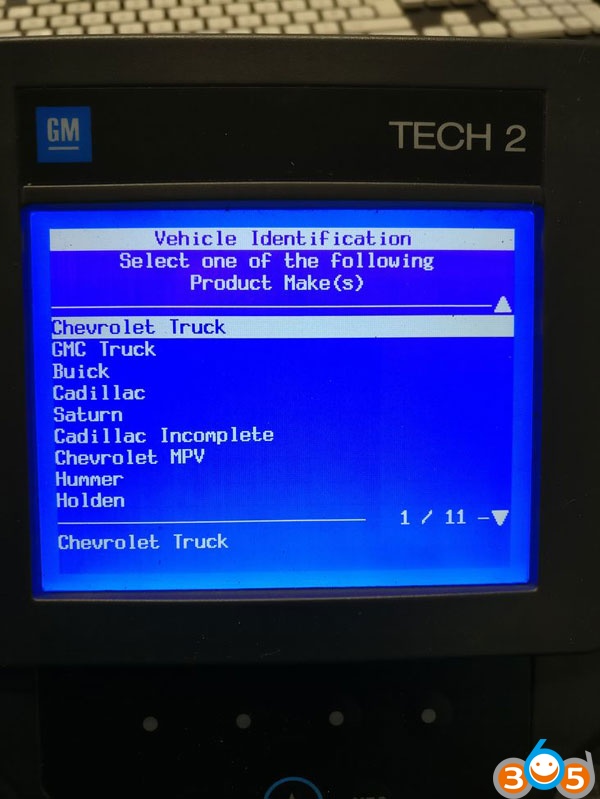 GM
TECH 2
Vehicle Identification
Select one of the following
Product Make(s)
Chevrolet Truck
GMC Truck
Buick
Cadillac
Saturn
Cadillac Incomplete
Chevrolet MPV
Hummer
Holden
1 / 11
Chevrolet Truck
365